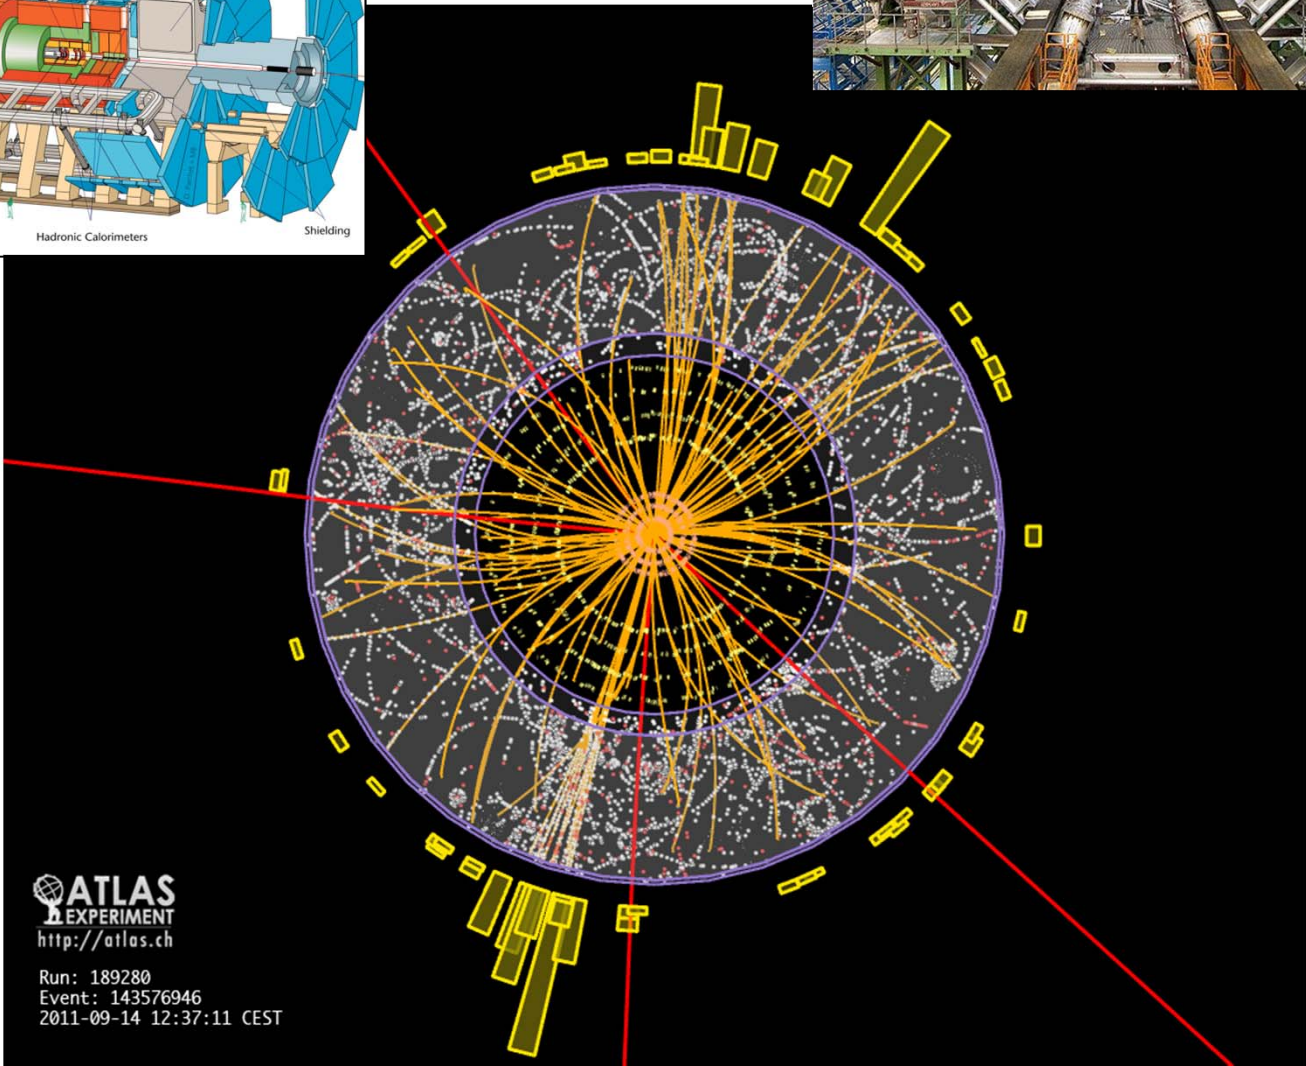 Hadronic Calorimeters
Shielding
ATLAS
EXPERIMENT
http://atlas.ch
Run: 189280
Event: 143576946
2011-09-14 12:37:11 CEST